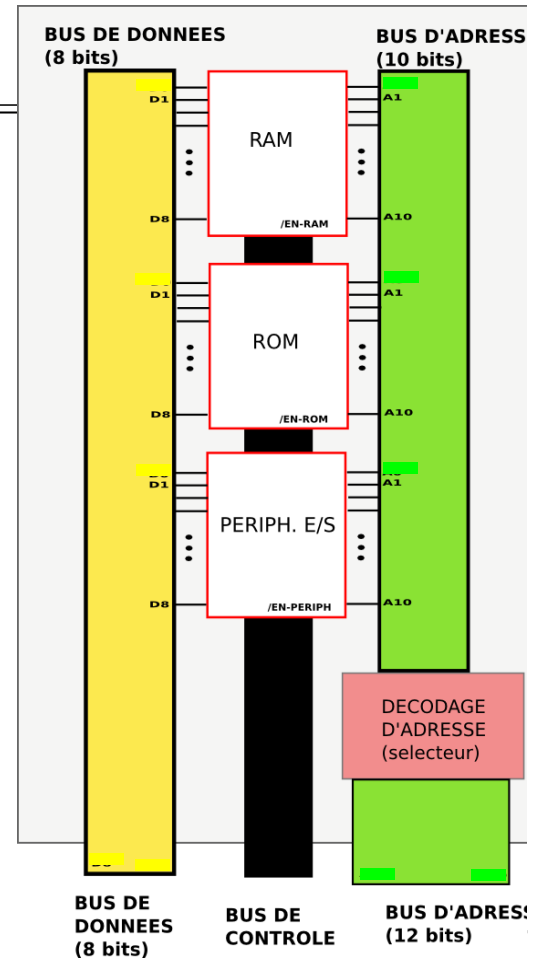 BUS DE DONNEES
(8 bits)
BUS D'ADRESS
(10 bits)
D1
A1
RAM
D8
A10
/EN-RAM
D1
A1
ROM
D8
A10
/EN-ROM
D1
A1
PERIPH. E/S
D8
A10
/EN-PERIPH
DECODAGE
D'ADRESSE
(selecteur)
BUS DE
DONNEES
(8 bits)
BUS DE
CONTROLE
BUS D'ADRESS
(12 bits)